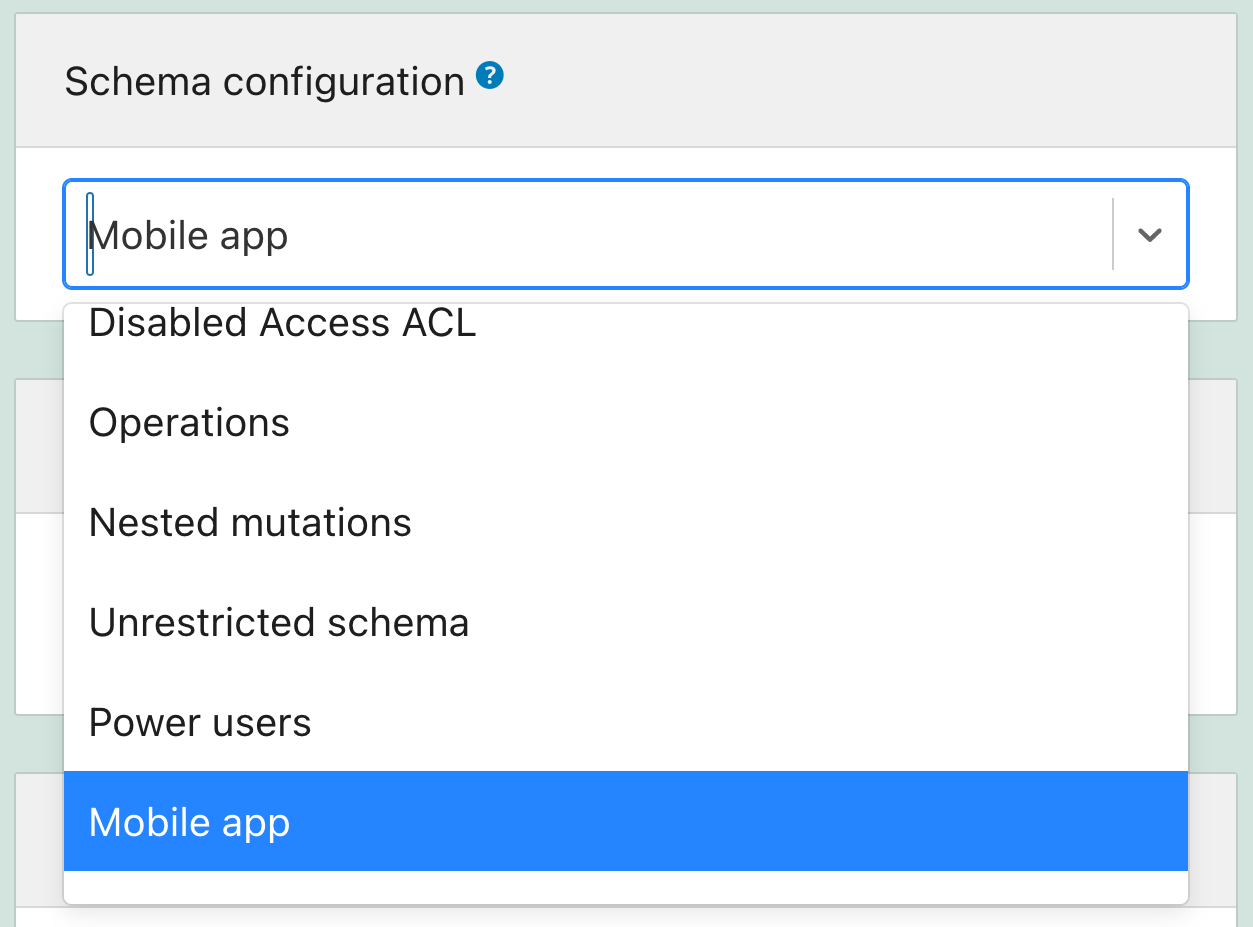 Schema configuration ?
Mobile app
Disabled Access ACL
Operations
Nested mutations
Unrestricted schema
Power users
Mobile app